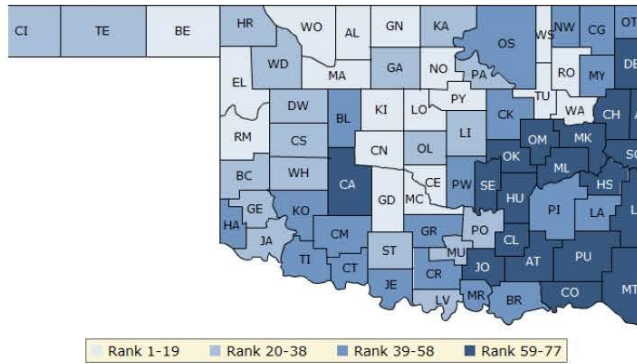 CI TE BE HR WO AL GN KA OS WS NW CG OT
WD MA GA NO PA RO MY DE
EL DW BL KI LO PY CK TU WA CH
RM CS CN OL LI OM MK
BC WH CA CE PW SE OK ML HS
GE KO GD MC HU PI LA
HA JA CM GR PO CL
TI CT ST MU JO AT PU
JE CR MR BR CO MT
LV
Rank 1-19 Rank 20-38 Rank 39-58 Rank 59-77